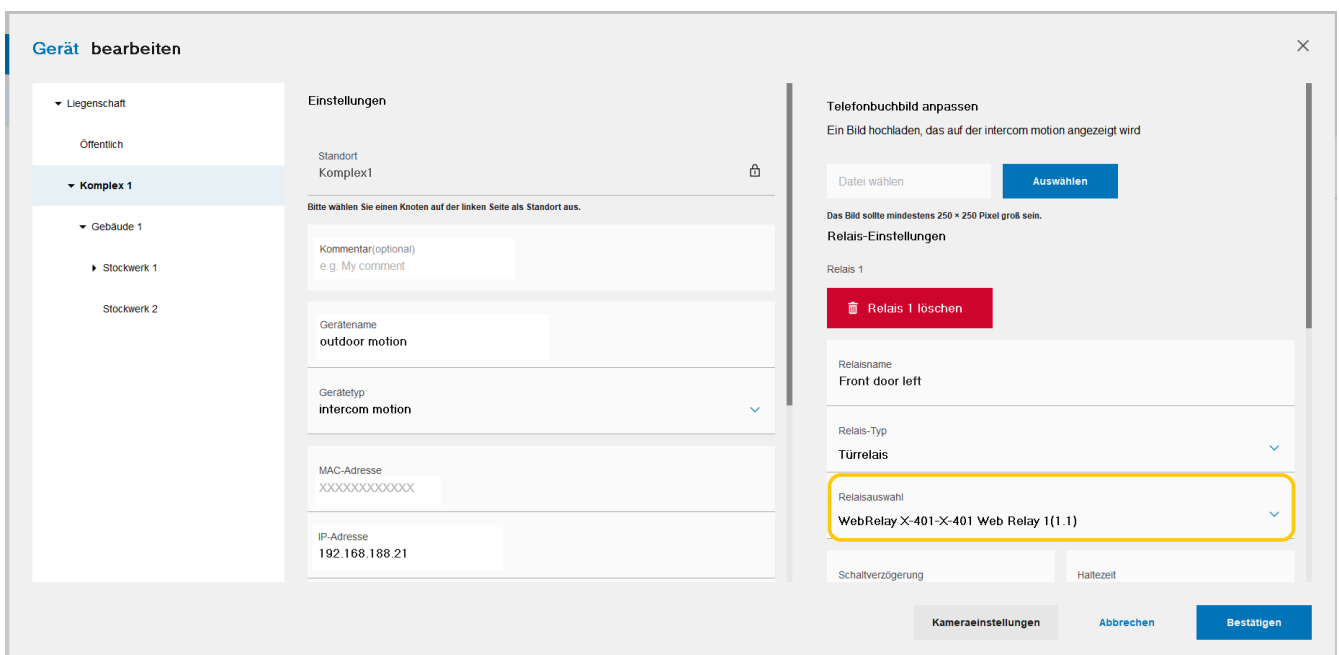 Gerät bearbeiten
Liegenschaft
Öffentlich
Komplex 1
Gebäude 1
Stockwerk 1
Stockwerk 2
Einstellungen
Standort
Komplex1
Bitte wählen Sie einen Knoten auf der linken Seite als Standort aus.
Kommentar(optional)
e.g. My comment
Gerätename
outdoor motion
Gerätetyp
intercom motion
MAC-Adresse
XXXXXXXXXXXX
IP-Adresse
192.168.188.21
Telefonbuchbild anpassen
Ein Bild hochladen, das auf der intercom motion angezeigt wird
Datei wählen
Auswählen
Das Bild sollte mindestens 250 × 250 Pixel groß sein.
Relais-Einstellungen
Relais 1
Relais 1 löschen
Relaisname
Front door left
Relais-Typ
Türrelais
Relaisauswahl
WebRelay X-401-X-401 Web Relay 1(1.1)
Schaltverzögerung
Haltezeit
Kameraeinstellungen
Abbrechen
Bestätigen